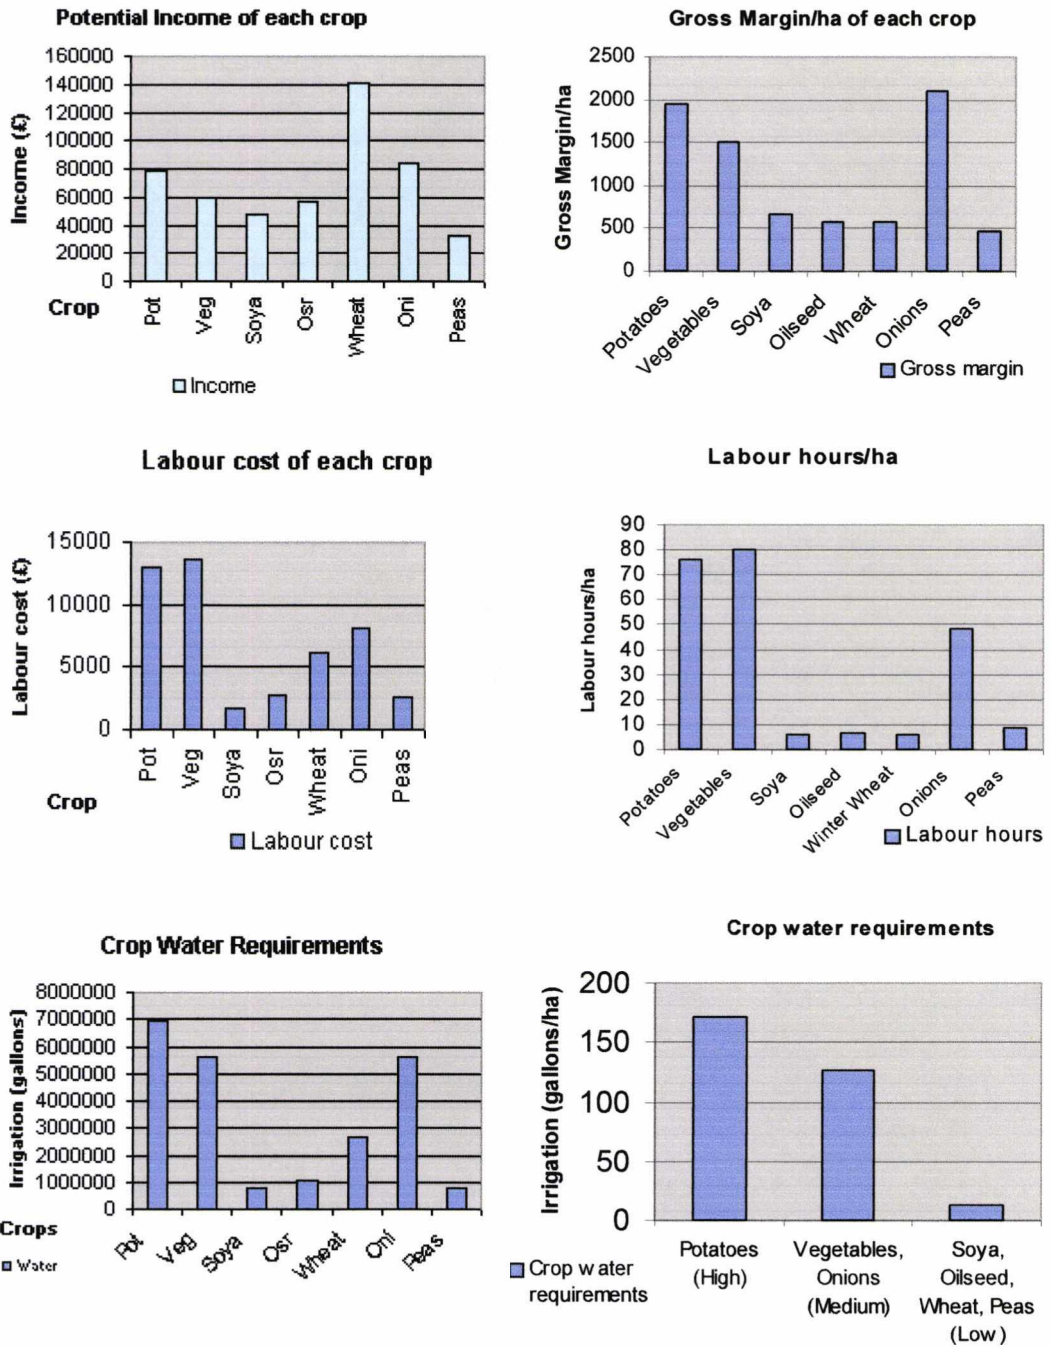 Potential Income of each crop
Income (£)
160000
140000
120000
100000
80000
60000
40000
20000
0
Crop
Pot
Veg
Soya
Osr
Wheat
Oni
Peas
Income
Gross Margin/ha of each crop
Gross Margin/ha
2500
2000
1500
1000
500
0
Potatoes
Vegetables
Soya
Oilseed
Wheat
Onions
Peas
Gross margin
Labour cost of each crop
Labour cost (£)
15000
10000
5000
0
Crop
Pot
Veg
Soya
Osr
Wheat
Oni
Peas
Labour cost
Labour hours/ha
Labour hours/ha
90
80
70
60
50
40
30
20
10
0
Potatoes
Vegetables
Soya
Oilseed
Winter Wheat
Onions
Peas
Labour hours
Crop Water Requirements
Irrigation (gallons)
8000000
7000000
6000000
5000000
4000000
3000000
2000000
1000000
0
Crops
Pot
Veg
Soya
Osr
Wheat
Oni
Peas
Water
Crop water requirements
Irrigation (gallons/ha)
200
150
100
50
0
Potatoes
(High)
Vegetables,
Onions
(Medium)
Soya,
Oilseed,
Wheat, Peas
(Low)
Crop water
requirements